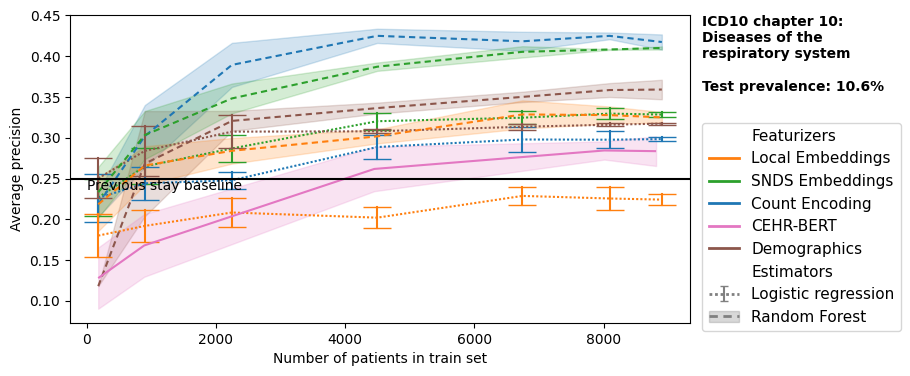 ICD10 chapter 10:
Diseases of the
respiratory system
Test prevalence: 10.6%
Average precision
0.45
0.40
0.35
0.30
0.25
0.20
0.15
0.10
Previous stay baseline
0
2000
4000
6000
8000
Number of patients in train set
Featurizers
Local Embeddings
SNDS Embeddings
Count Encoding
CEHR-BERT
Demographics
Estimators
Logistic regression
Random Forest